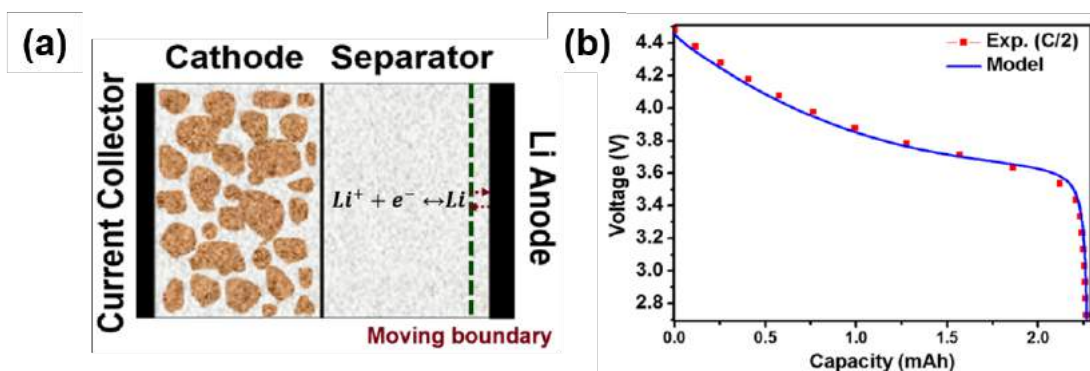 (a)
Cathode Separator
Current Collector
Li⁺ + e⁻ ↔Li
Li Anode
Moving boundary
(b)
Exp. (C/2)
Model
Voltage (V)
4.4
4.2
4.0
3.8
3.6
3.4
3.2
3.0
2.8
0.0 0.5 1.0 1.5 2.0
Capacity (mAh)